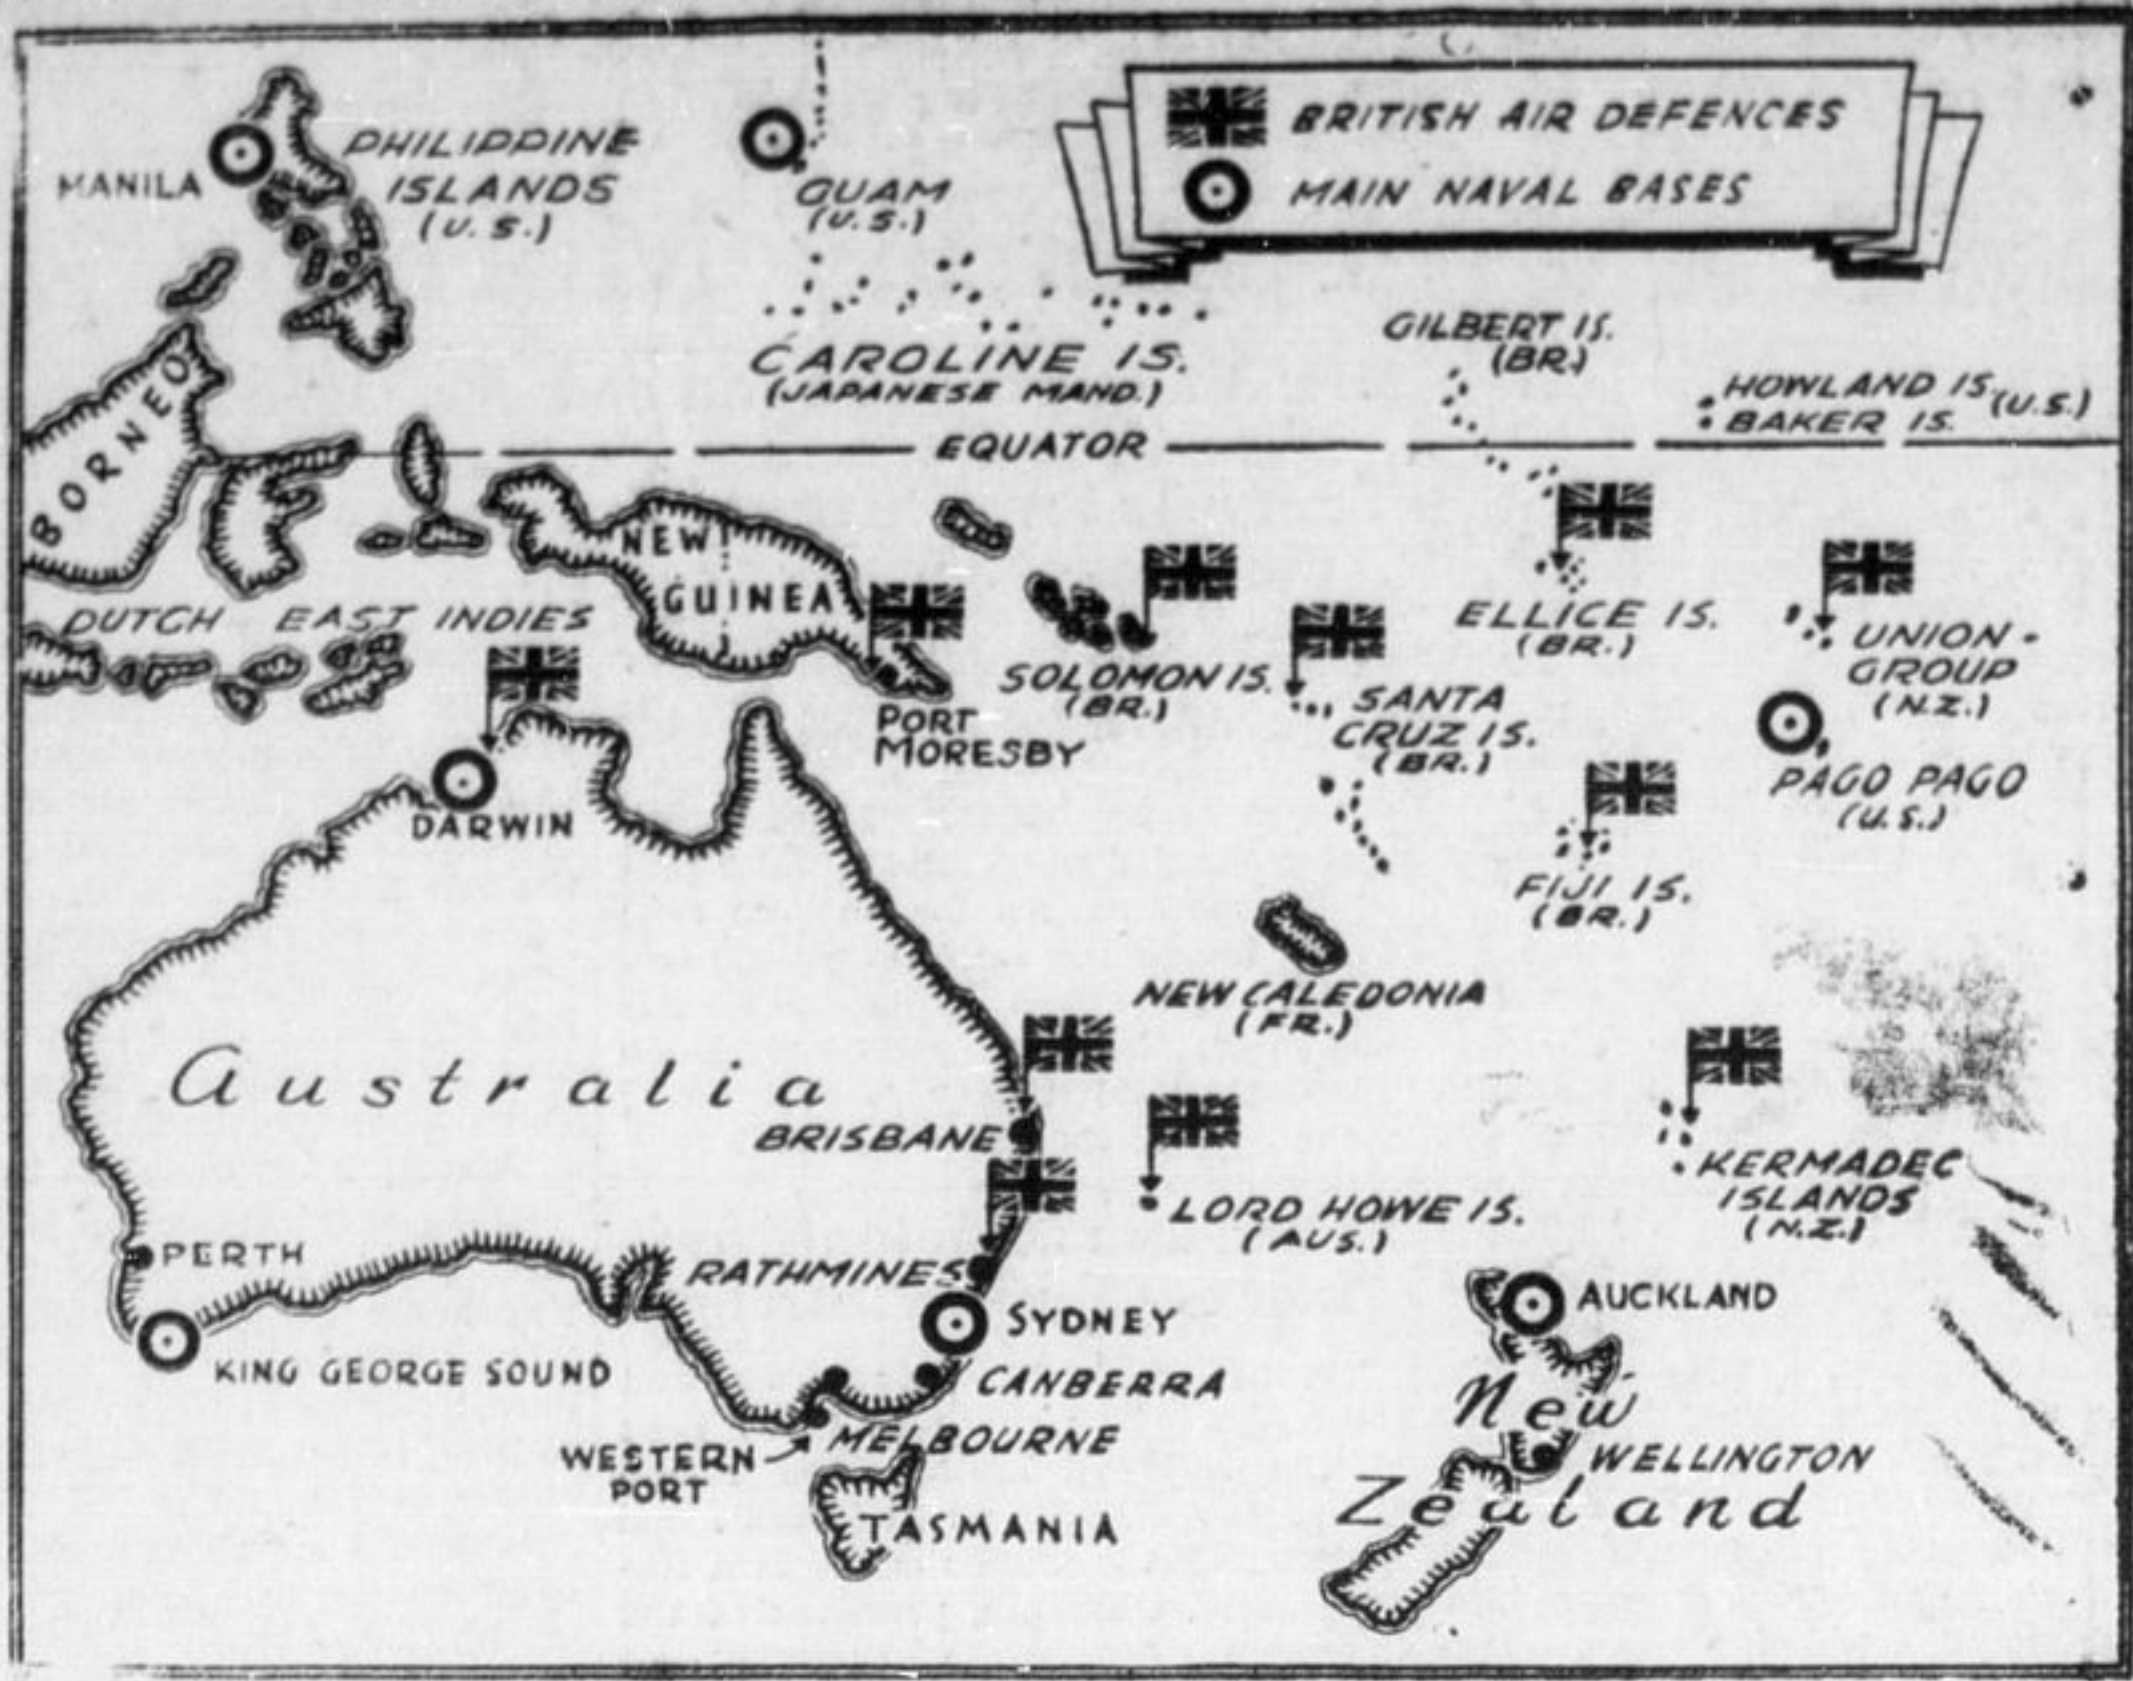 BRITISH AIR DEFENCES
MAIN NAVAL BASES
MANILA
PHILIPPINE
ISLANDS
(U.S.)
GUAM
(U.S.)
CAROLINE IS.
(JAPANESE MAND.)
GILBERT IS.
(BR.)
HOWLAND IS. (U.S.)
BAKER IS.
EQUATOR
BORNEO
NEW
GUINEA
DUTCH EAST INDIES
SOLOMON IS.
(BR.)
ELLICE IS.
(BR.)
UNION
GROUP
(N.Z.)
SANTA
CRUZ IS.
(BR.)
PORT
MORESBY
PAGO PAGO
(U.S.)
DARWIN
FIJI IS.
(BR.)
NEW CALEDONIA
(FR.)
Australia
BRISBANE
LORD HOWE IS.
(AUS.)
KERMADEC
ISLANDS
(N.Z.)
PERTH
RATHMINES
SYDNEY
AUCKLAND
KING GEORGE SOUND
CANBERRA
New
Zealand
MELBOURNE
WESTERN
PORT
WELLINGTON
TASMANIA